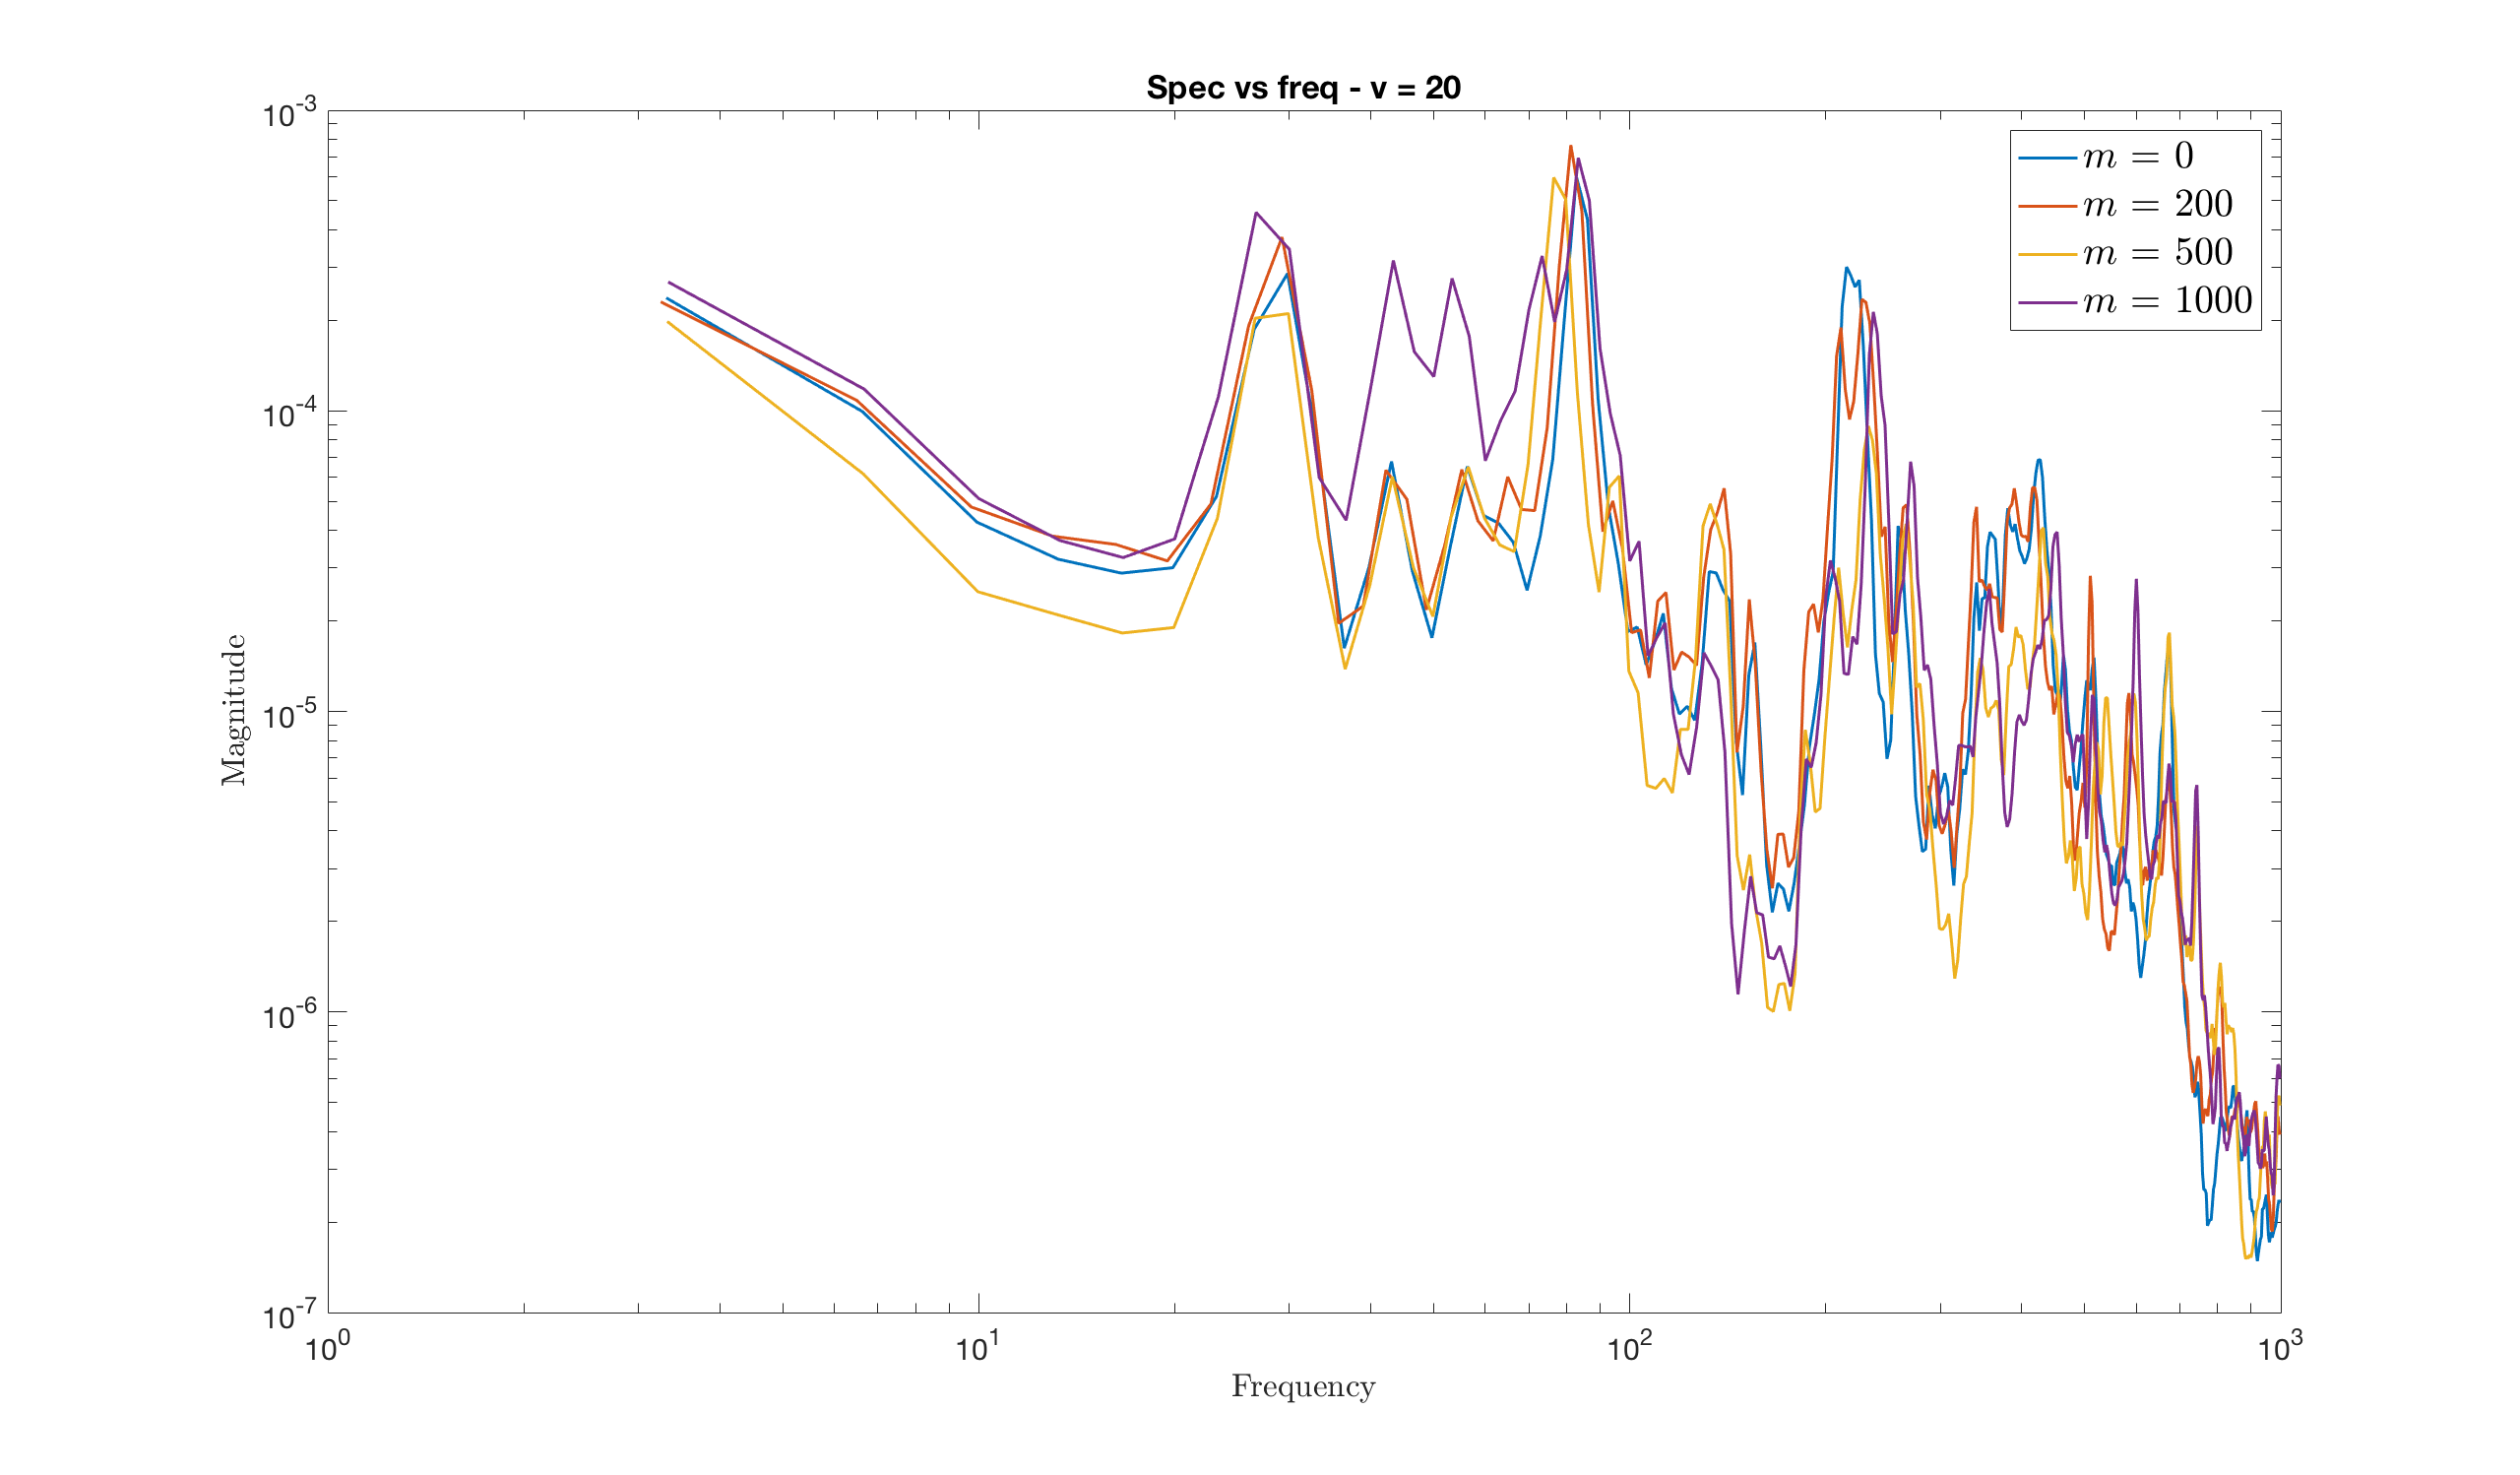 Spec vs freq - v = 20
m = 0
m = 200
m = 500
m = 1000
10^-3
10^-4
10^-5
10^-6
10^-7
Magnitude
10^0
10^1
10^2
10^3
Frequency